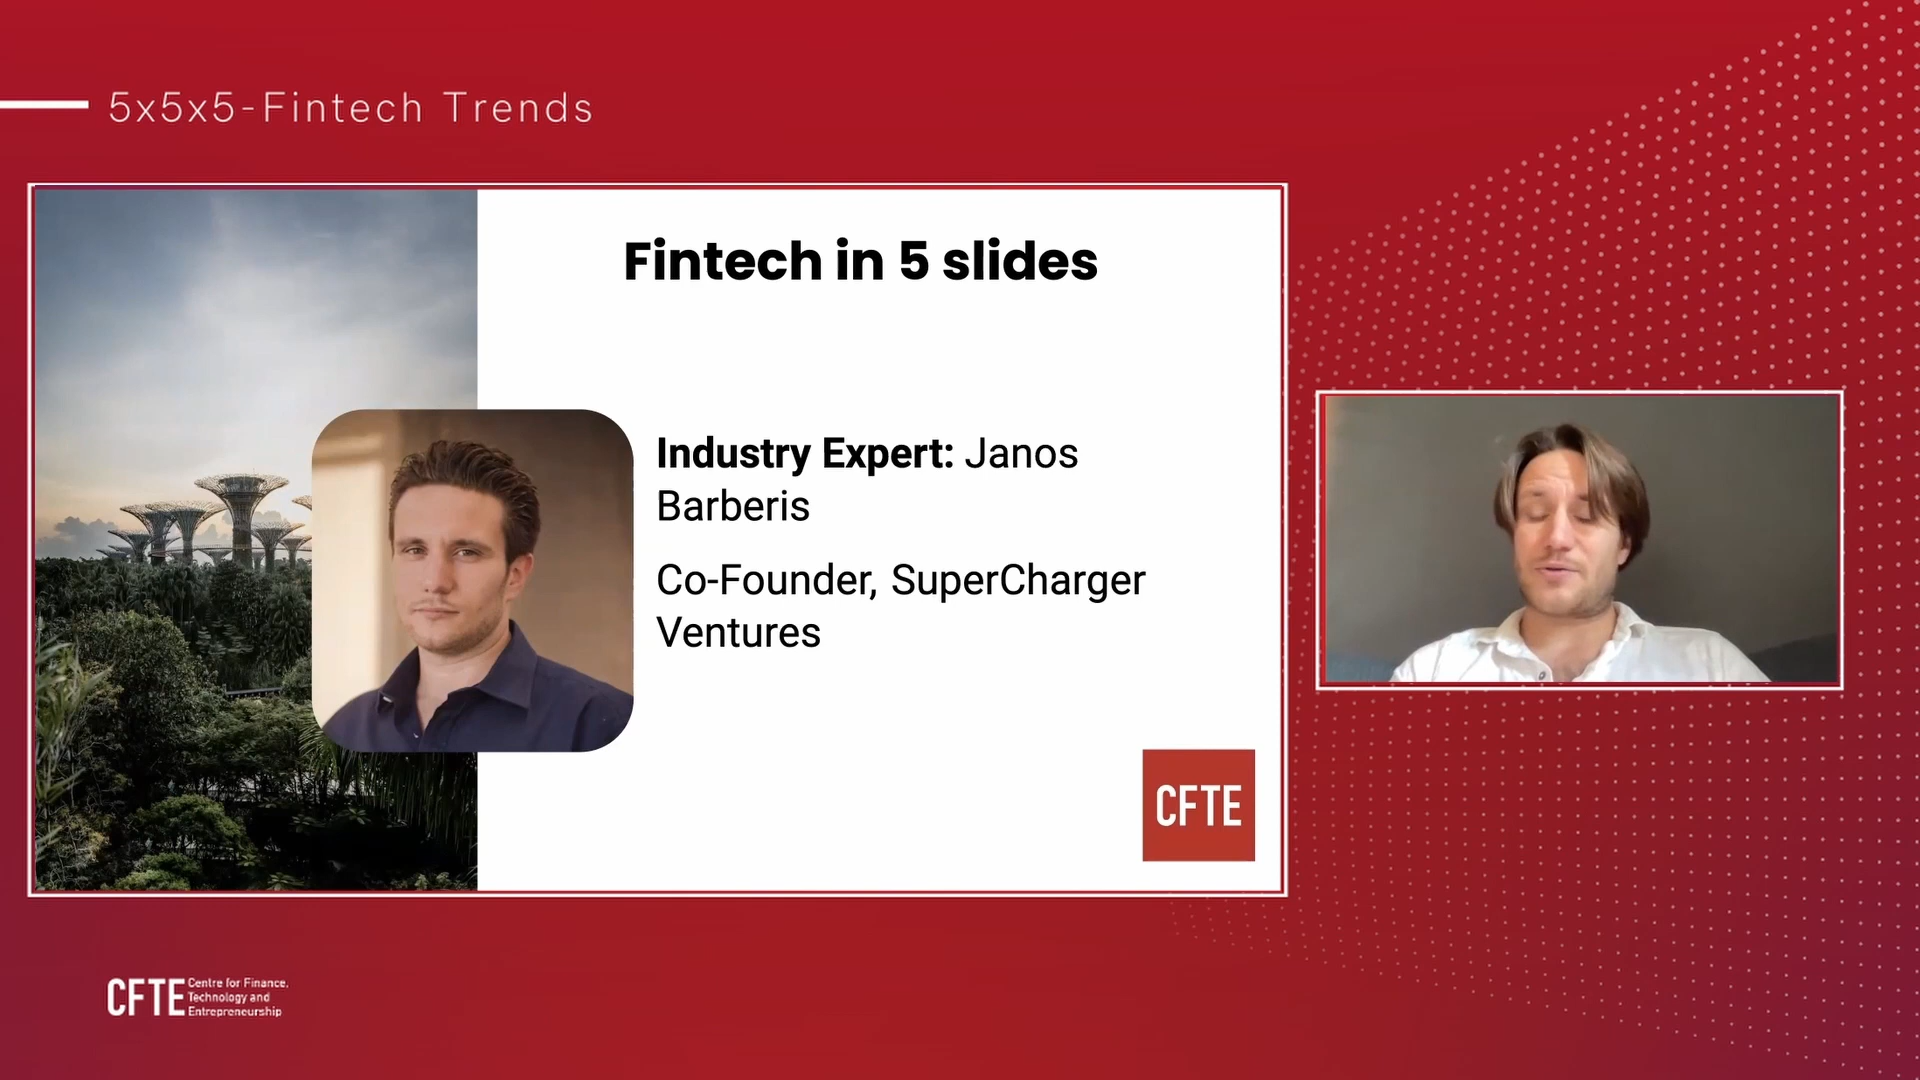 5x5x5-Fintech Trends
Fintech in 5 slides
Industry Expert: Janos
Barberis
Co-Founder, SuperCharger
Ventures
CFTE
CFTE
Centre for Finance,
Technology and
Entrepreneurship